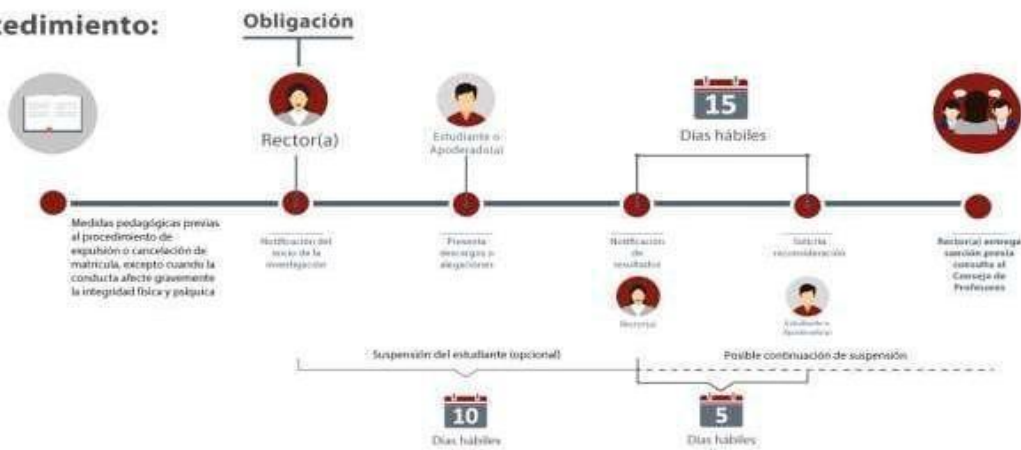 cedimiento:
Obligación
Rector(a)
Estudiante o
Apoderado(a)
15
Días hábiles
Medidas pedagógicas previas
al procedimiento de
expulsión o cancelación de
matrícula, excepto cuando la
conducta afecte gravemente
la integridad física y psíquica
Notificación del
inicio de la
investigación
Presenta
descargos o
alegaciones
Notificación
de
resultados
Solicita
reconsideración
Rector(a) entrega
sanción previa
consulta al
Consejo de
Profesores
Rector(a)
Estudiante o
Apoderado(a)
Suspensión del estudiante (opcional)
Posible continuación de suspensión
10
Días hábiles
5
Días hábiles